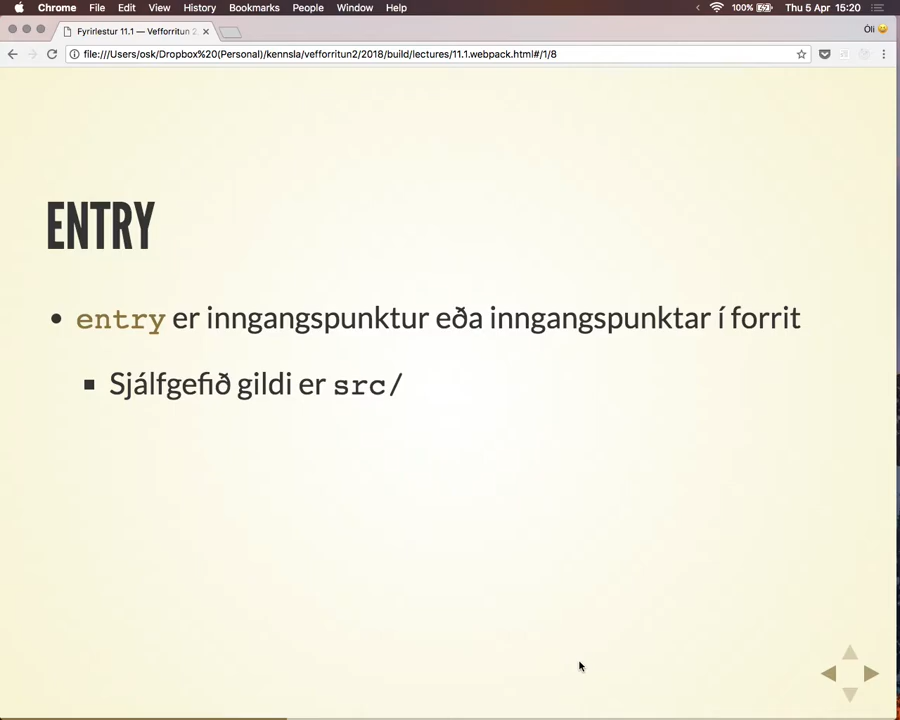 Chrome File Edit View History Bookmarks People Window Help 100% Thu 5 Apr 15:20
Fyrirlestur 11.1 — Vefforritun 2 Óli
file:///Users/osk/Dropbox%20(Personal)/kennsla/vefforritun2/2018/build/lectures/11.1.webpack.html#/1/8
ENTRY
• entry er inngangspunktur eða inngangspunktar í forrit
▪ Sjálfgefið gildi er src/